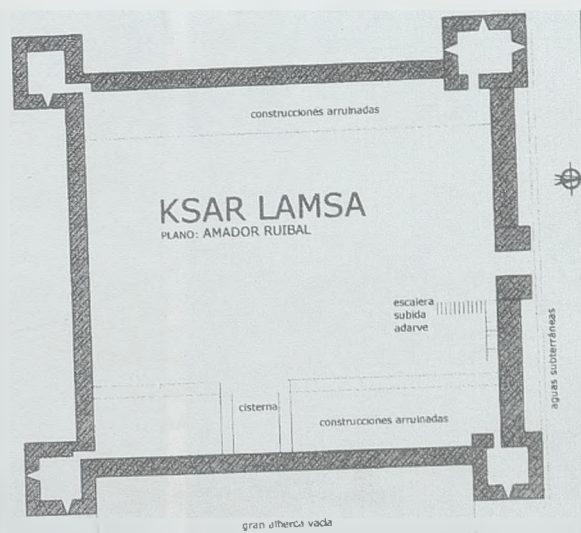 construcciones arruinadas
KSAR LAMSA
PLANO: AMADOR RUIBAL
escalera
subida
adarve
aguas subterráneas
cisterna
construcciones arruinadas
gran alberca vacía